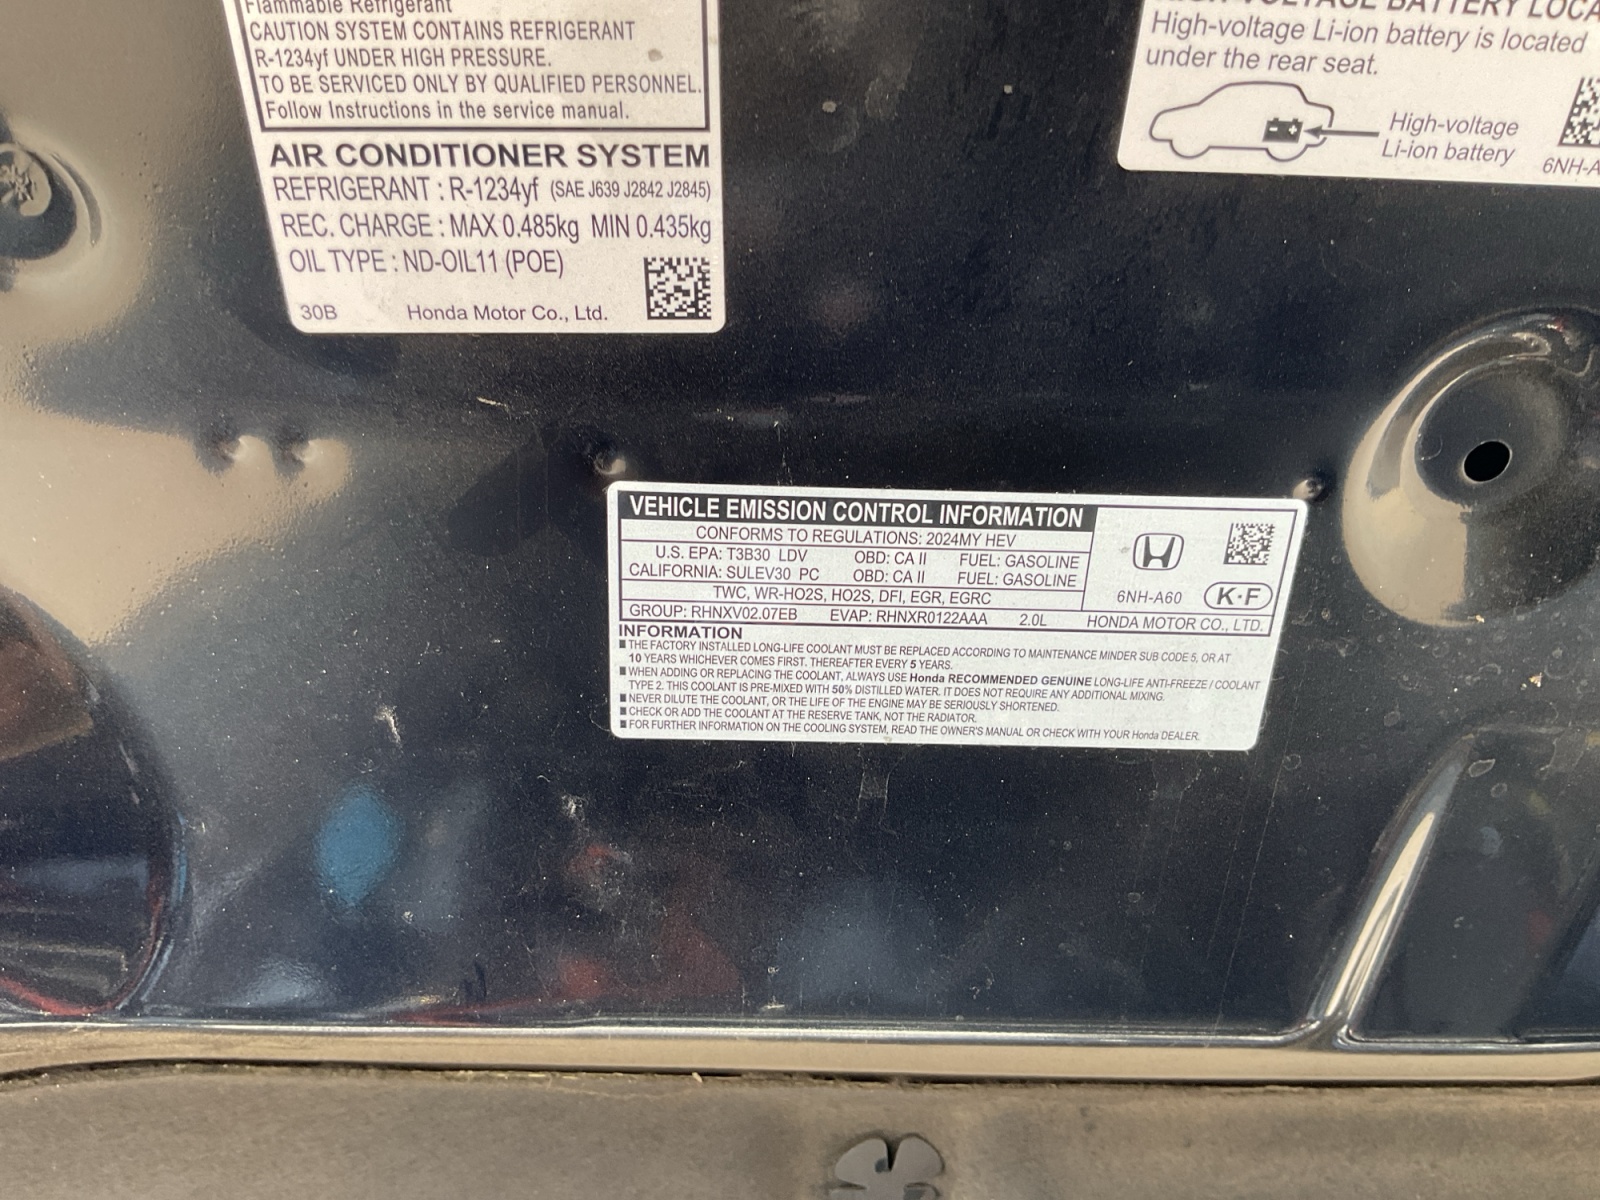 Flammable Refrigerant
CAUTION SYSTEM CONTAINS REFRIGERANT
R-1234yf UNDER HIGH PRESSURE.
TO BE SERVICED ONLY BY QUALIFIED PERSONNEL.
Follow Instructions in the service manual.
AIR CONDITIONER SYSTEM
REFRIGERANT : R-1234yf (SAE J639 J2842 J2845)
REC. CHARGE : MAX 0.485kg MIN 0.435kg
OIL TYPE : ND-OIL11 (POE)
30B Honda Motor Co., Ltd.
BATTERY
High-voltage Li-ion battery is located
under the rear seat.
High-voltage
Li-ion battery
6NH-A
VEHICLE EMISSION CONTROL INFORMATION
CONFORMS TO REGULATIONS: 2024MY HEV
U.S. EPA: T3B30 LDV OBD: CA II FUEL: GASOLINE
CALIFORNIA: SULEV30 PC OBD: CA II FUEL: GASOLINE
TWC, WR-HO2S, HO2S, DFI, EGR, EGRC
6NH-A60 K·F
GROUP: RHNXV02.07EB EVAP: RHNXR0122AAA 2.0L HONDA MOTOR CO., LTD.
INFORMATION
■ THE FACTORY INSTALLED LONG-LIFE COOLANT MUST BE REPLACED ACCORDING TO MAINTENANCE MINDER SUB CODE 5, OR AT
10 YEARS WHICHEVER COMES FIRST. THEREAFTER EVERY 5 YEARS.
■ WHEN ADDING OR REPLACING THE COOLANT, ALWAYS USE Honda RECOMMENDED GENUINE LONG-LIFE ANTI-FREEZE / COOLANT
TYPE 2. THIS COOLANT IS PRE-MIXED WITH 50% DISTILLED WATER. IT DOES NOT REQUIRE ANY ADDITIONAL MIXING.
■ NEVER DILUTE THE COOLANT, OR THE LIFE OF THE ENGINE MAY BE SERIOUSLY SHORTENED.
■ CHECK OR ADD THE COOLANT AT THE RESERVE TANK, NOT THE RADIATOR.
■ FOR FURTHER INFORMATION ON THE COOLING SYSTEM, READ THE OWNER'S MANUAL OR CHECK WITH YOUR Honda DEALER.